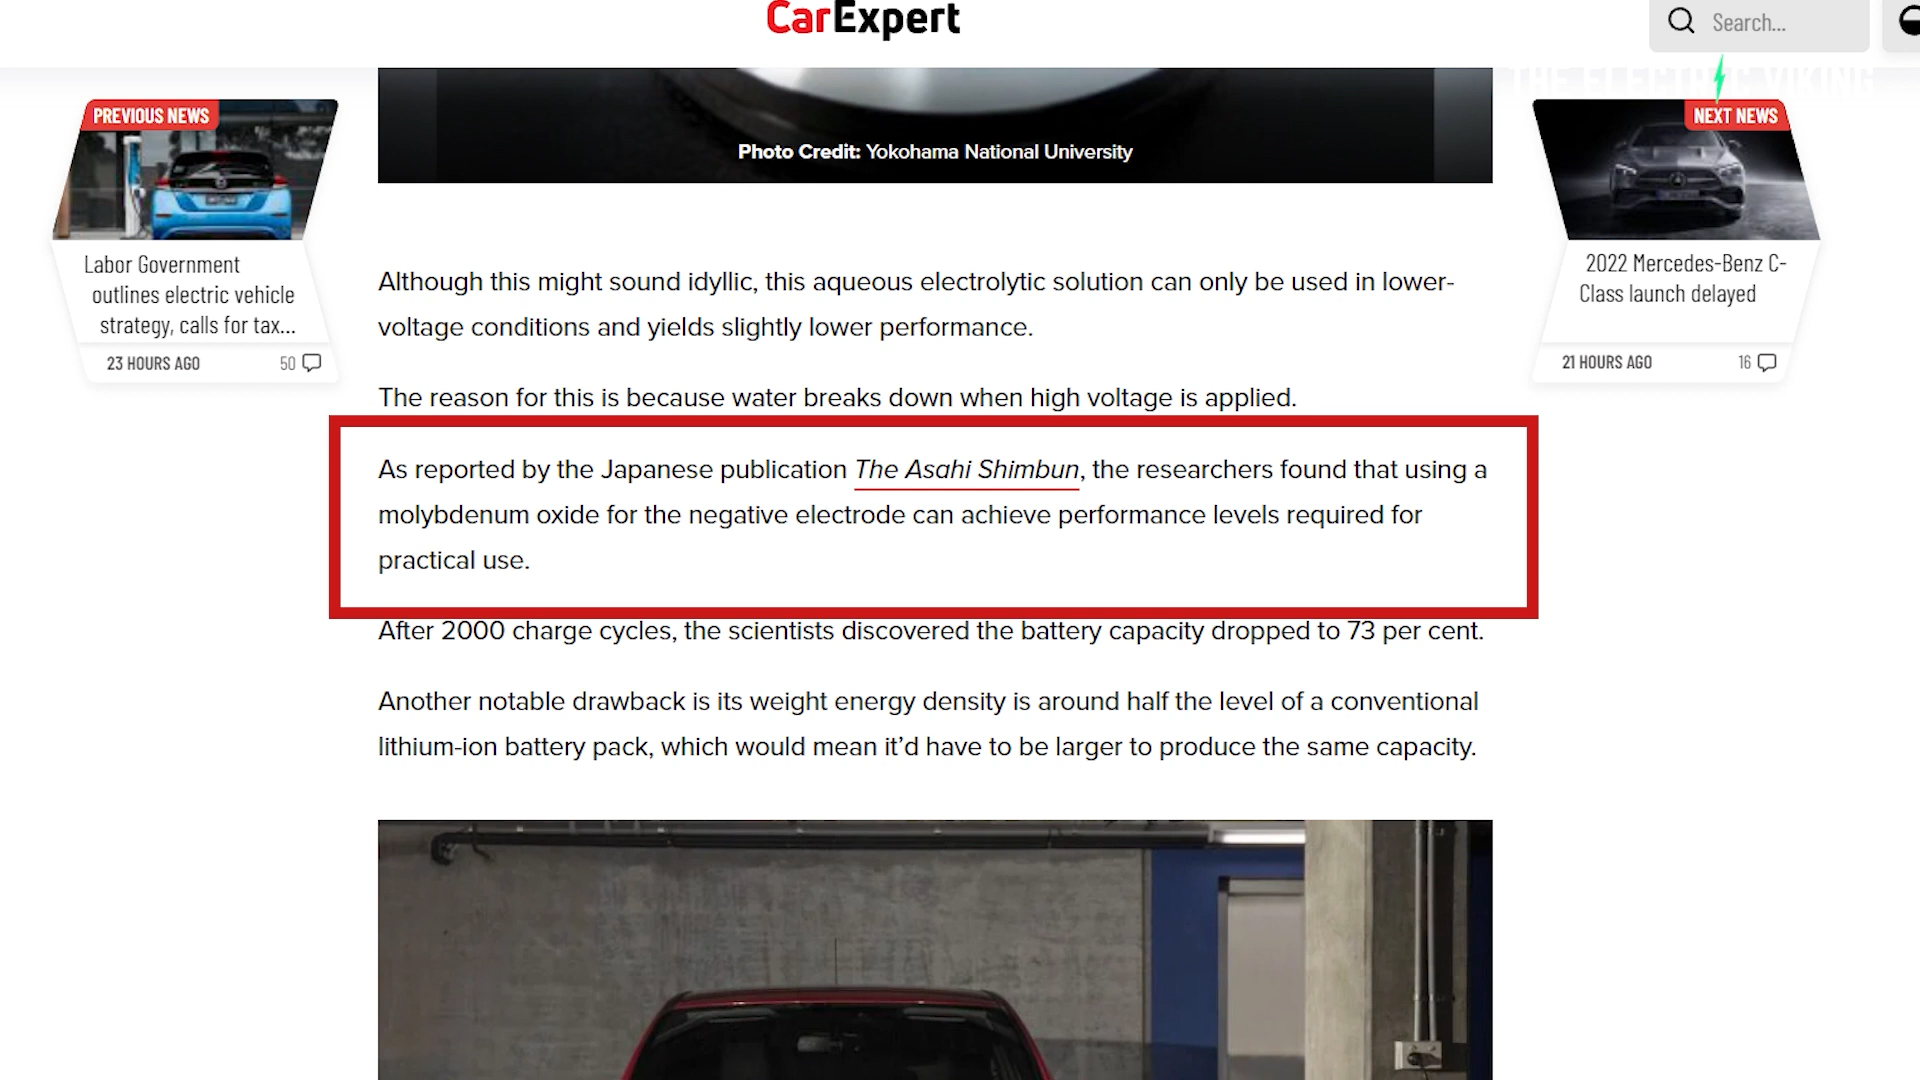 CarExpert
Search...
THE ELECTRIC VIKING
PREVIOUS NEWS
Labor Government
outlines electric vehicle
strategy, calls for tax...
23 HOURS AGO
50
Photo Credit: Yokohama National University
NEXT NEWS
2022 Mercedes-Benz C-
Class launch delayed
21 HOURS AGO
16
Although this might sound idyllic, this aqueous electrolytic solution can only be used in lower-
voltage conditions and yields slightly lower performance.
The reason for this is because water breaks down when high voltage is applied.
As reported by the Japanese publication The Asahi Shimbun, the researchers found that using a
molybdenum oxide for the negative electrode can achieve performance levels required for
practical use.
After 2000 charge cycles, the scientists discovered the battery capacity dropped to 73 per cent.
Another notable drawback is its weight energy density is around half the level of a conventional
lithium-ion battery pack, which would mean it’d have to be larger to produce the same capacity.